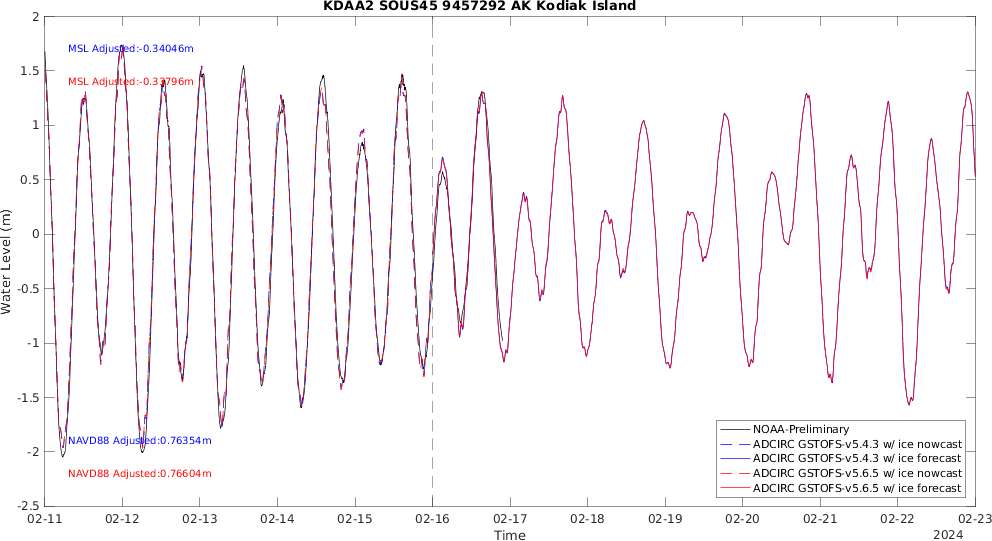 KDAA2 SOUS45 9457292 AK Kodiak Island
2
1.5
1
0.5
0
-0.5
-1
-1.5
-2
-2.5
Water Level (m)
MSL Adjusted:-0.34046m
MSL Adjusted:-0.33796m
NAVD88 Adjusted:0.76354m
NAVD88 Adjusted:0.76604m
NOAA-Preliminary
ADCIRC GSTOFS-v5.4.3 w/ ice nowcast
ADCIRC GSTOFS-v5.4.3 w/ ice forecast
ADCIRC GSTOFS-v5.6.5 w/ ice nowcast
ADCIRC GSTOFS-v5.6.5 w/ ice forecast
02-11 02-12 02-13 02-14 02-15 02-16 02-17 02-18 02-19 02-20 02-21 02-22 02-23
Time
2024